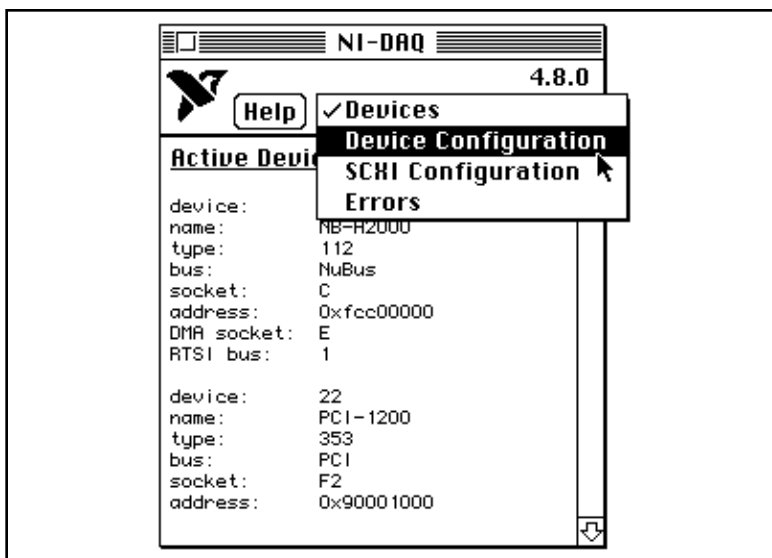 NI-DAQ
4.8.0
Help
✓Devices
Device Configuration
SCXI Configuration
Errors
Active Devi
device:
name: NB-A2000
type: 112
bus: NuBus
socket: C
address: 0xfcc00000
DMA socket: E
RTSI bus: 1
device: 22
name: PCI-1200
type: 353
bus: PCI
socket: F2
address: 0x90001000